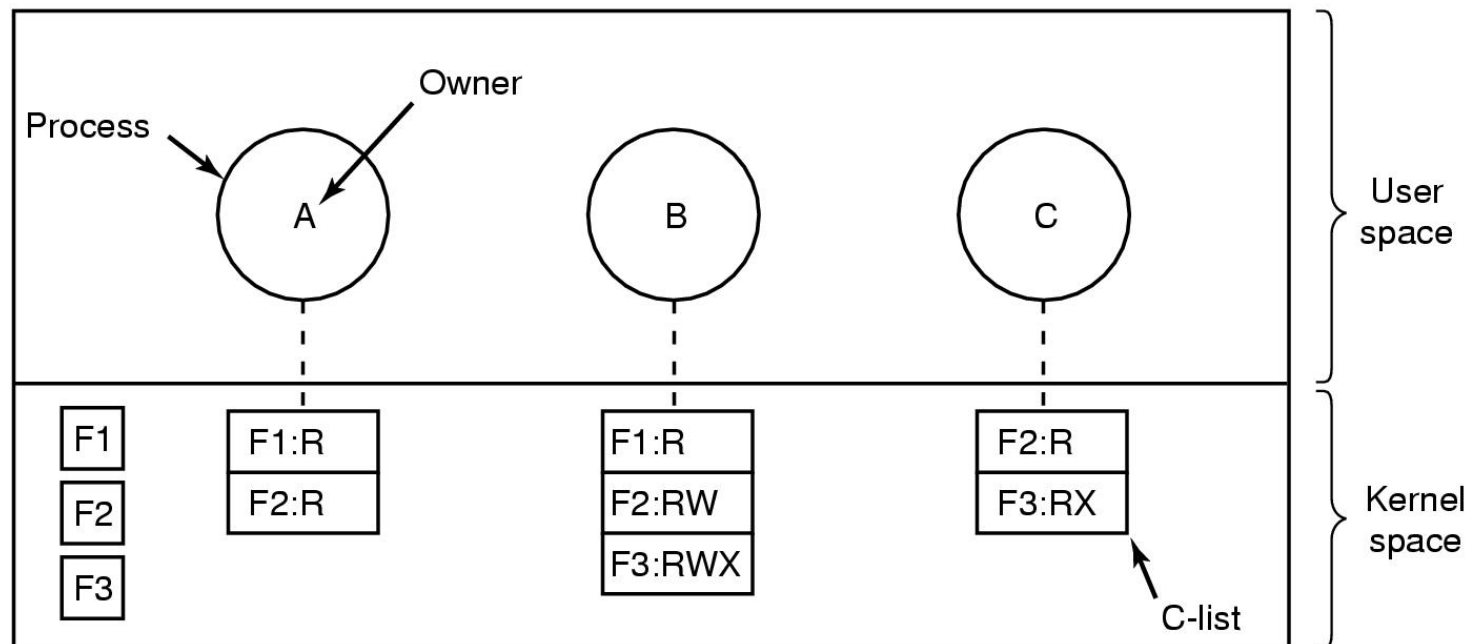 Owner
Process
A
B
C
User
space
F1
F2
F3
F1:R
F2:R
F1:R
F2:RW
F3:RWX
F2:R
F3:RX
C-list
Kernel
space